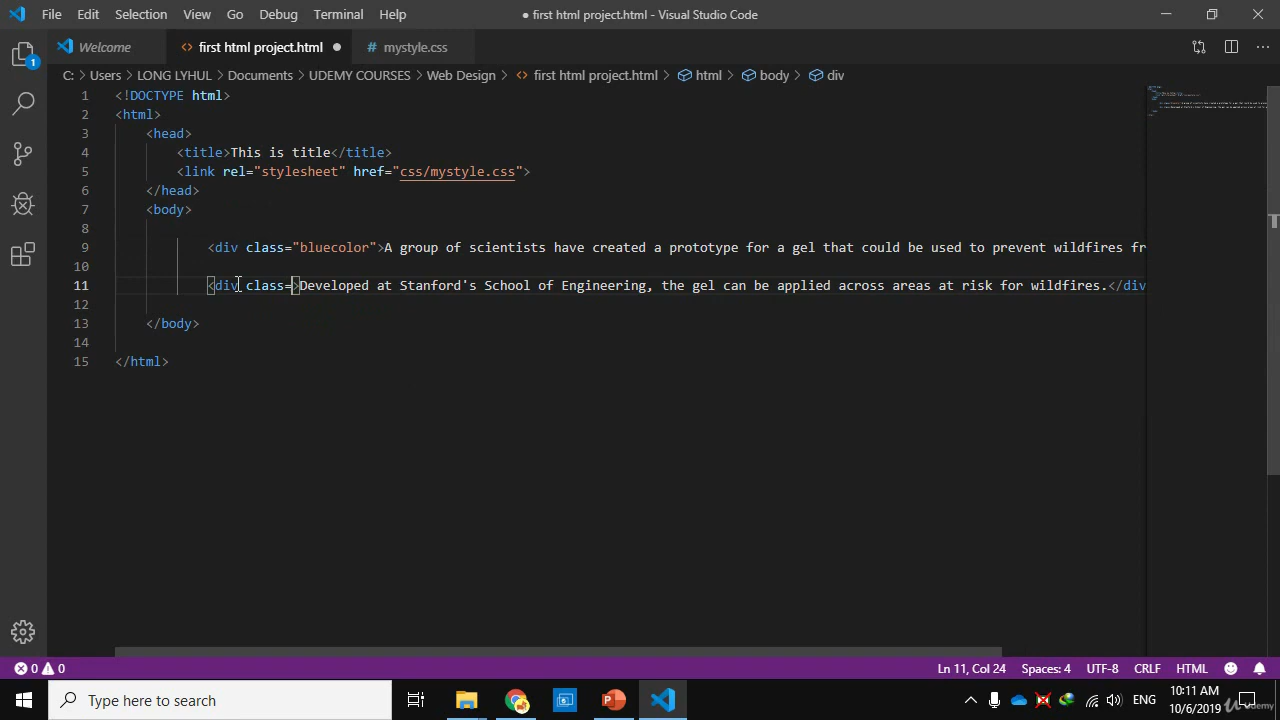 File Edit Selection View Go Debug Terminal Help
● first html project.html - Visual Studio Code
Welcome
<> first html project.html ●
# mystyle.css
C: > Users > LONG LYHUL > Documents > UDEMY COURSES > Web Design > <> first html project.html > html > body > div
1 <!DOCTYPE html>
2 <html>
3 <head>
4 <title>This is title</title>
5 <link rel="stylesheet" href="css/mystyle.css">
6 </head>
7 <body>
8
9 <div class="bluecolor">A group of scientists have created a prototype for a gel that could be used to prevent wildfires fr
10
11 <div class=>Developed at Stanford's School of Engineering, the gel can be applied across areas at risk for wildfires.</div
12
13 </body>
14
15 </html>
1
0 0
Ln 11, Col 24 Spaces: 4 UTF-8 CRLF HTML
Type here to search
ENG
10:11 AM
10/6/2019
Udemy